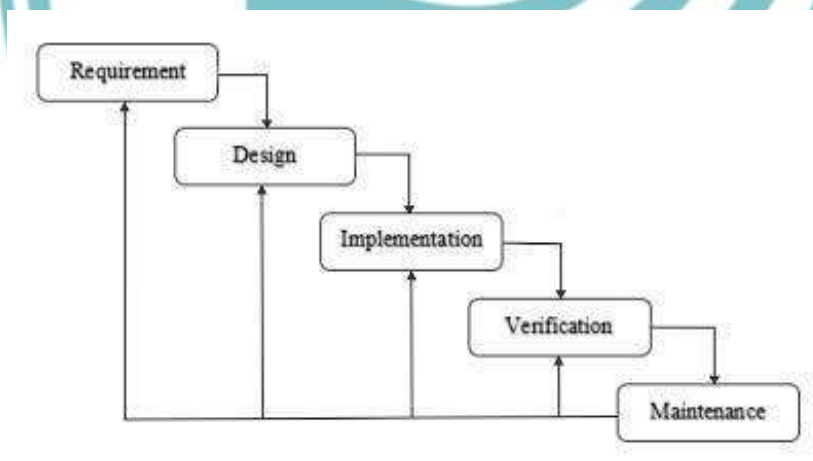 Requirement
Design
Implementation
Verification
Maintenance